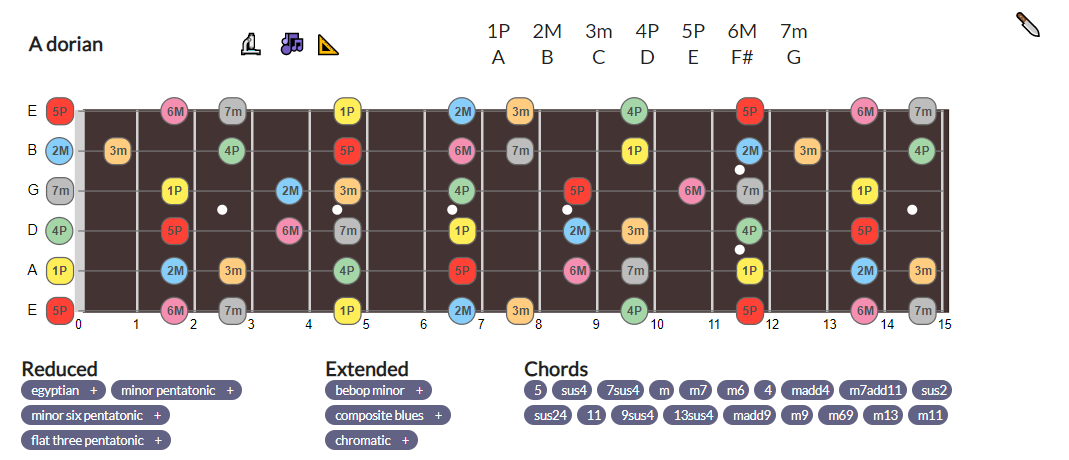 A dorian
1P 2M 3m 4P 5P 6M 7m
A B C D E F# G
E 5P 6M 7m 1P 2M 3m 4P 5P 6M 7m
B 2M 3m 4P 5P 6M 7m 1P 2M 3m 4P
G 7m 1P 2M 3m 4P 5P 6M 7m 1P
D 4P 5P 6M 7m 1P 2M 3m 4P 5P
A 1P 2M 3m 4P 5P 6M 7m 1P 2M 3m
E 5P 6M 7m 1P 2M 3m 4P 5P 6M 7m
0 1 2 3 4 5 6 7 8 9 10 11 12 13 14 15
Reduced
egyptian + minor pentatonic +
minor six pentatonic +
flat three pentatonic +
Extended
bebop minor +
composite blues +
chromatic +
Chords
5 sus4 7sus4 m m7 m6 4 madd4 m7add11 sus2
sus24 11 9sus4 13sus4 madd9 m9 m69 m13 m11